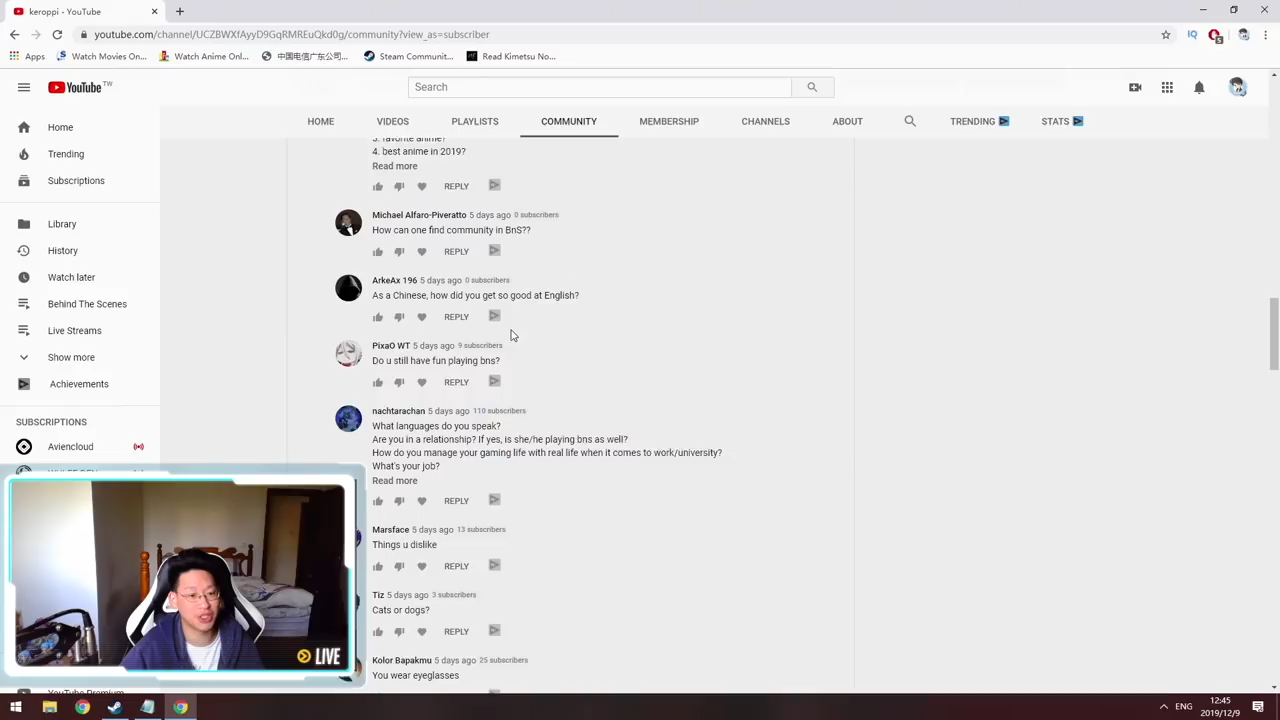 keroppi - YouTube
youtube.com/channel/UCZBWXfAyyD9GqRMREuQkd0g/community?view_as=subscriber
Apps
Watch Movies On...
Watch Anime Onl...
中国电信广东公司...
Steam Communit...
Read Kimetsu No...
YouTube TW
Search
HOME
VIDEOS
PLAYLISTS
COMMUNITY
MEMBERSHIP
CHANNELS
ABOUT
TRENDING
STATS
Home
Trending
Subscriptions
Library
History
Watch later
Behind The Scenes
Live Streams
Show more
Achievements
SUBSCRIPTIONS
Aviencloud
3. favorite anime?
4. best anime in 2019?
Read more
REPLY
Michael Alfaro-Piveratto 5 days ago 0 subscribers
How can one find community in BnS??
REPLY
ArkeAx 196 5 days ago 0 subscribers
As a Chinese, how did you get so good at English?
REPLY
PixaO WT 5 days ago 9 subscribers
Do u still have fun playing bns?
REPLY
nachtarachan 5 days ago 110 subscribers
What languages do you speak?
Are you in a relationship? If yes, is she/he playing bns as well?
How do you manage your gaming life with real life when it comes to work/university?
What's your job?
Read more
REPLY
Marsface 5 days ago 13 subscribers
Things u dislike
REPLY
Tiz 5 days ago 3 subscribers
Cats or dogs?
REPLY
Kolor Bapakmu 5 days ago 25 subscribers
You wear eyeglasses
LIVE
YouTube Premium
ENG
12:45
2019/12/9